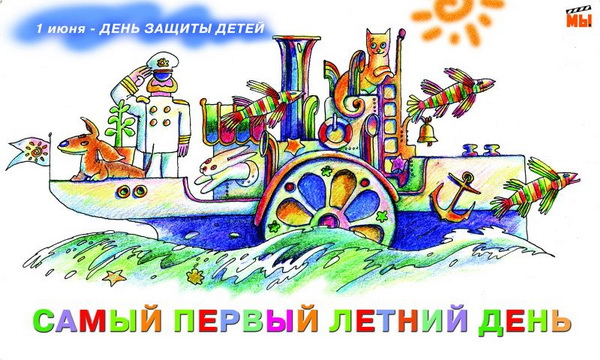 1 июня - ДЕНЬ ЗАЩИТЫ ДЕТЕЙ
МЫ!
САМЫЙ ПЕРВЫЙ ЛЕТНИЙ ДЕНЬ